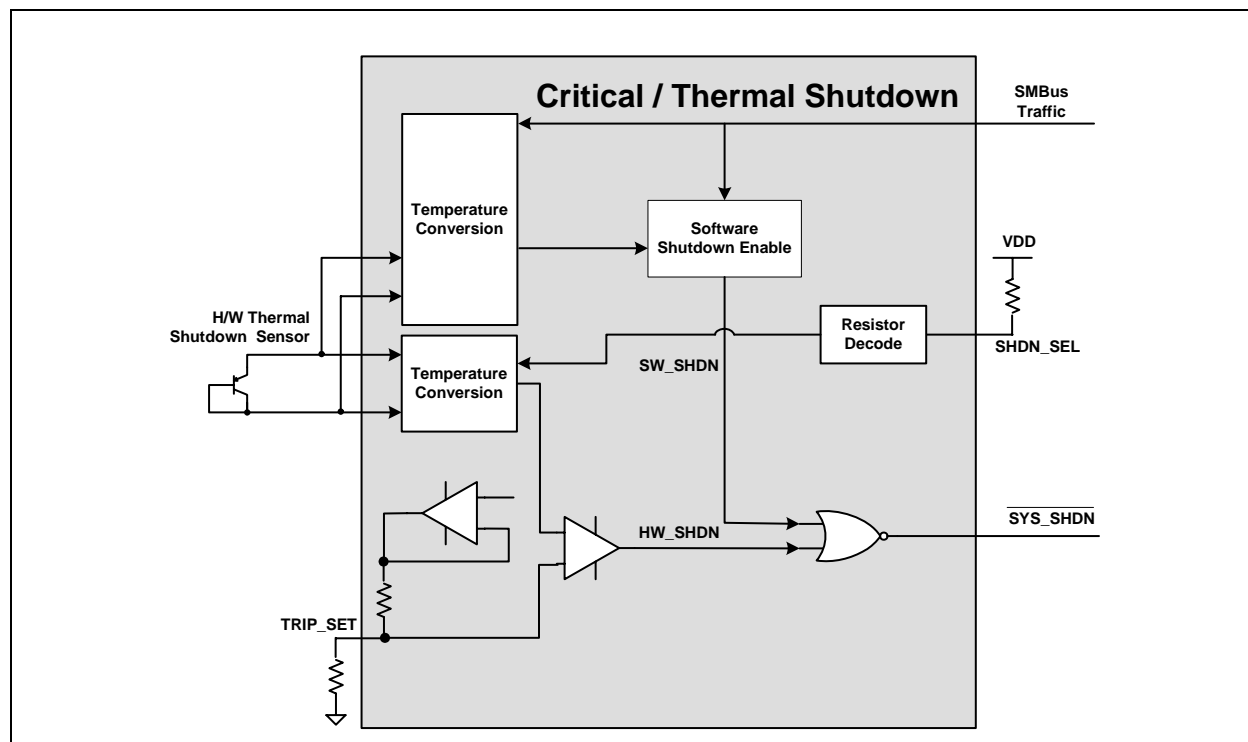 Critical / Thermal Shutdown
SMBus
Traffic
Temperature
Conversion
Software
Shutdown Enable
VDD
H/W Thermal
Shutdown Sensor
Resistor
Decode
SHDN_SEL
SW_SHDN
Temperature
Conversion
HW_SHDN
SYS_SHDN
TRIP_SET